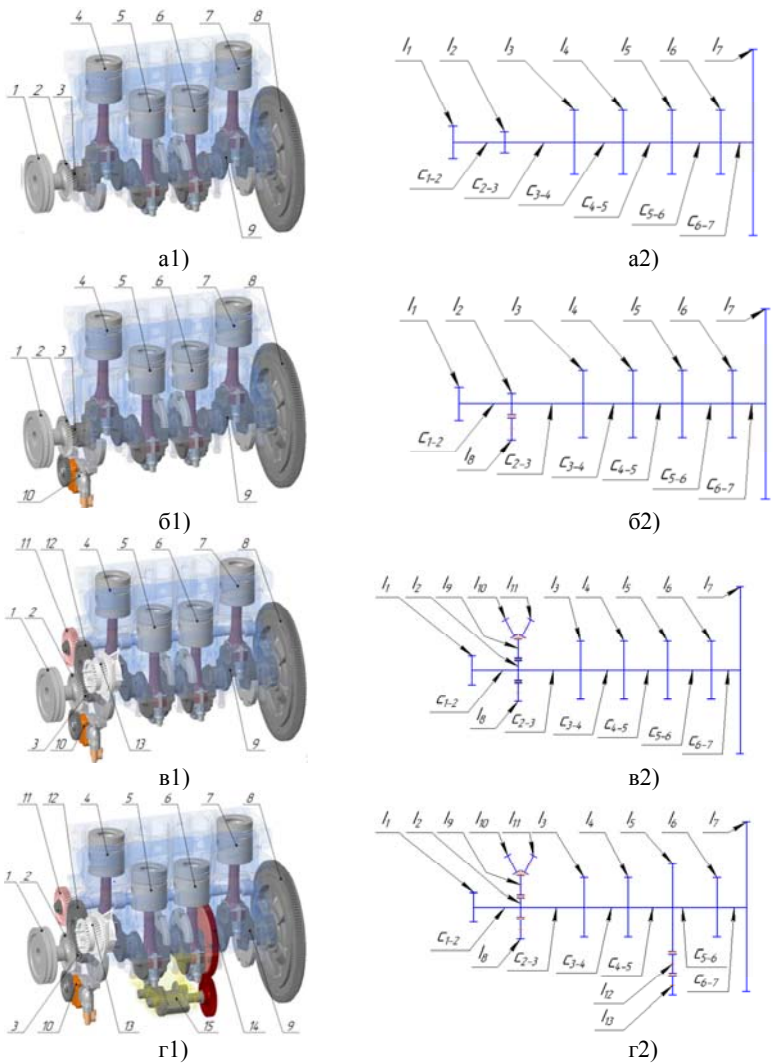 4 5 6 7 8
1 2 3
9
а1)
I1 I2 I3 I4 I5 I6 I7
C1-2 C2-3 C3-4 C4-5 C5-6 C6-7
а2)
4 5 6 7 8
1 2 3
10 9
б1)
I1 I2 I3 I4 I5 I6 I7
C1-2 I8 C2-3 C3-4 C4-5 C5-6 C6-7
б2)
11 12 4 5 6 7 8
1 2
3 10 13 9
в1)
I1 I2 I9 I10 I11 I3 I4 I5 I6 I7
C1-2 I8 C2-3 C3-4 C4-5 C5-6 C6-7
в2)
11 12 4 5 6 7 8
1 2
3 10 13 15 14 9
г1)
I1 I2 I9 I10 I11 I3 I4 I5 I6 I7
C1-2 I8 C2-3 C3-4 C4-5 C5-6 C6-7
I12
I13
г2)